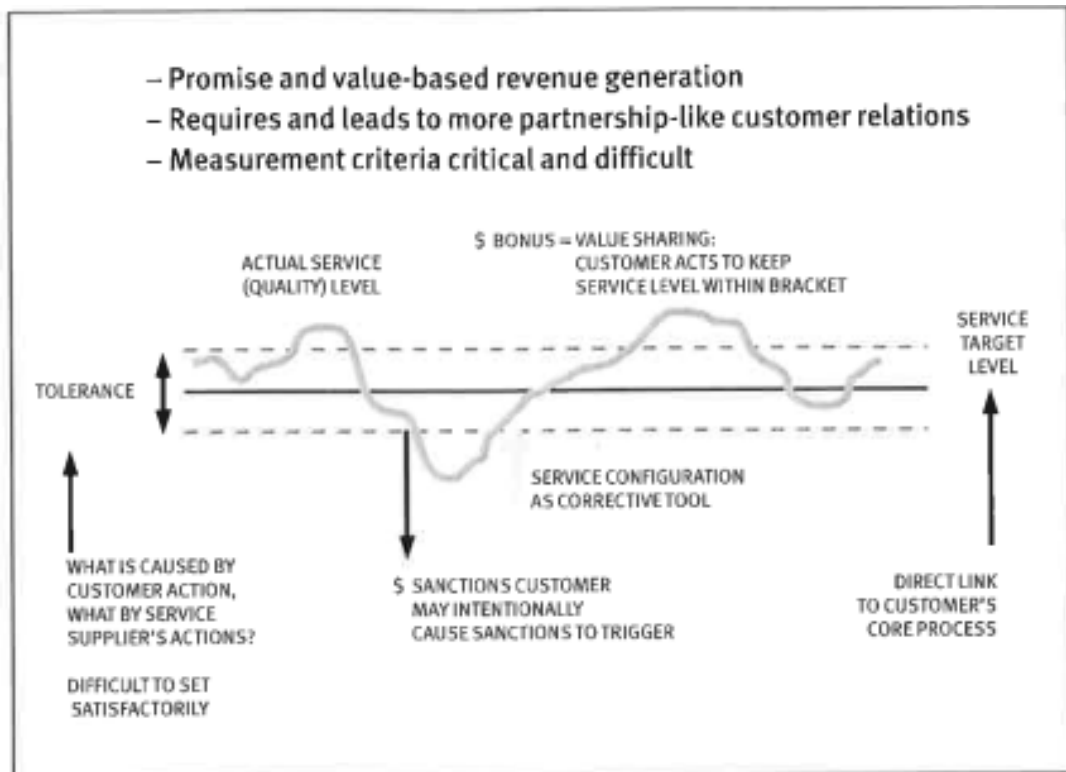 – Promise and value-based revenue generation
– Requires and leads to more partnership-like customer relations
– Measurement criteria critical and difficult
$ BONUS = VALUE SHARING:
CUSTOMER ACTS TO KEEP
SERVICE LEVEL WITHIN BRACKET
ACTUAL SERVICE
(QUALITY) LEVEL
SERVICE
TARGET
LEVEL
TOLERANCE
SERVICE CONFIGURATION
AS CORRECTIVE TOOL
WHAT IS CAUSED BY
CUSTOMER ACTION,
WHAT BY SERVICE
SUPPLIER'S ACTIONS?
DIFFICULT TO SET
SATISFACTORILY
$ SANCTIONS CUSTOMER
MAY INTENTIONALLY
CAUSE SANCTIONS TO TRIGGER
DIRECT LINK
TO CUSTOMER'S
CORE PROCESS